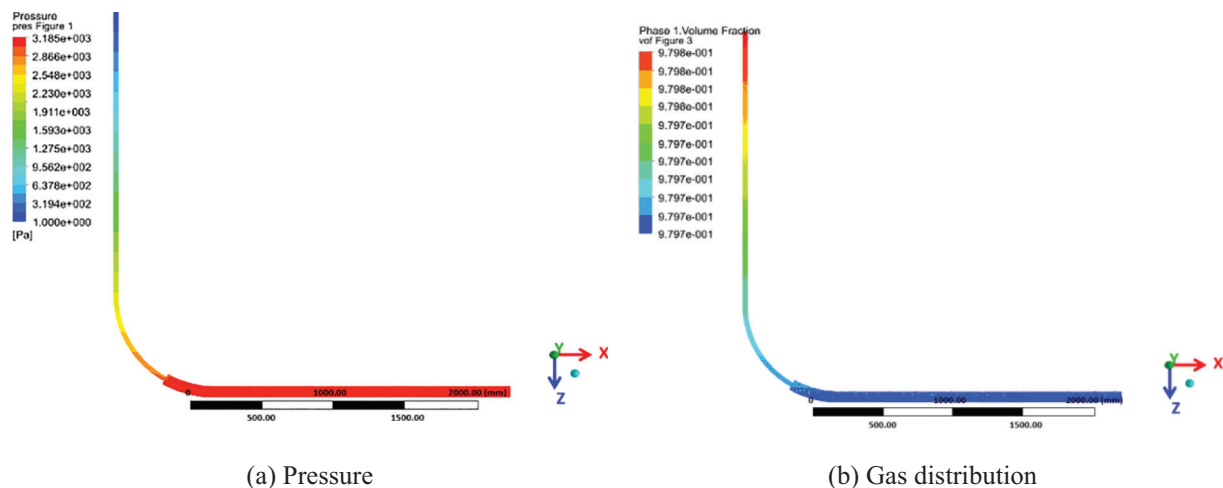 Pressure
pres Figure 1
3.185e+003
2.866e+003
2.548e+003
2.230e+003
1.911e+003
1.593e+003
1.275e+003
9.562e+002
6.378e+002
3.194e+002
1.000e+000
[Pa]
0
1000.00
2000.00 (mm)
500.00
1500.00
Y
X
Z
(a) Pressure
Phase 1.Volume Fraction
vof Figure 3
9.798e-001
9.798e-001
9.798e-001
9.797e-001
9.797e-001
9.797e-001
9.797e-001
9.797e-001
9.797e-001
9.797e-001
0
1000.00
2000.00 (mm)
500.00
1500.00
Y
X
Z
(b) Gas distribution